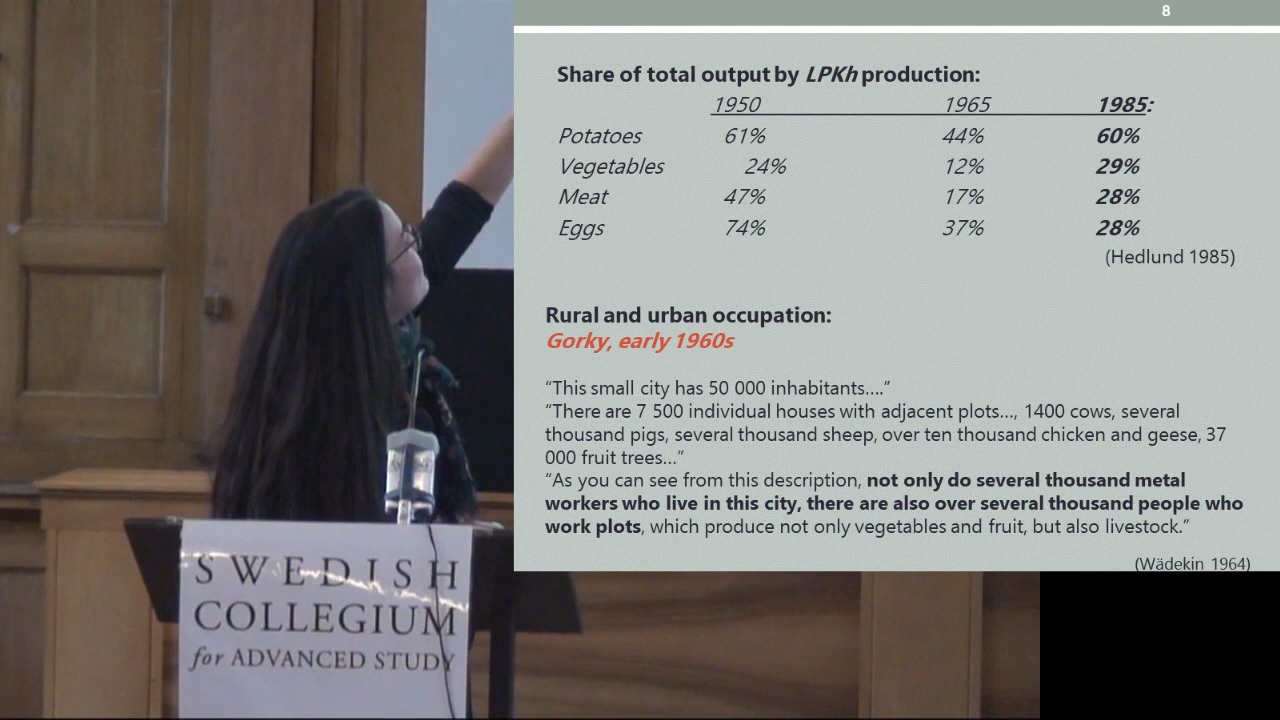 8
Share of total output by LPKh production:
1950 1965 1985:
Potatoes 61% 44% 60%
Vegetables 24% 12% 29%
Meat 47% 17% 28%
Eggs 74% 37% 28%
(Hedlund 1985)
Rural and urban occupation:
Gorky, early 1960s
“This small city has 50 000 inhabitants....”
“There are 7 500 individual houses with adjacent plots..., 1400 cows, several
thousand pigs, several thousand sheep, over ten thousand chicken and geese, 37
000 fruit trees...”
“As you can see from this description, not only do several thousand metal
workers who live in this city, there are also over several thousand people who
work plots, which produce not only vegetables and fruit, but also livestock.”
(Wädekin 1964)
SWEDISH
COLLEGIUM
for ADVANCED STUDY